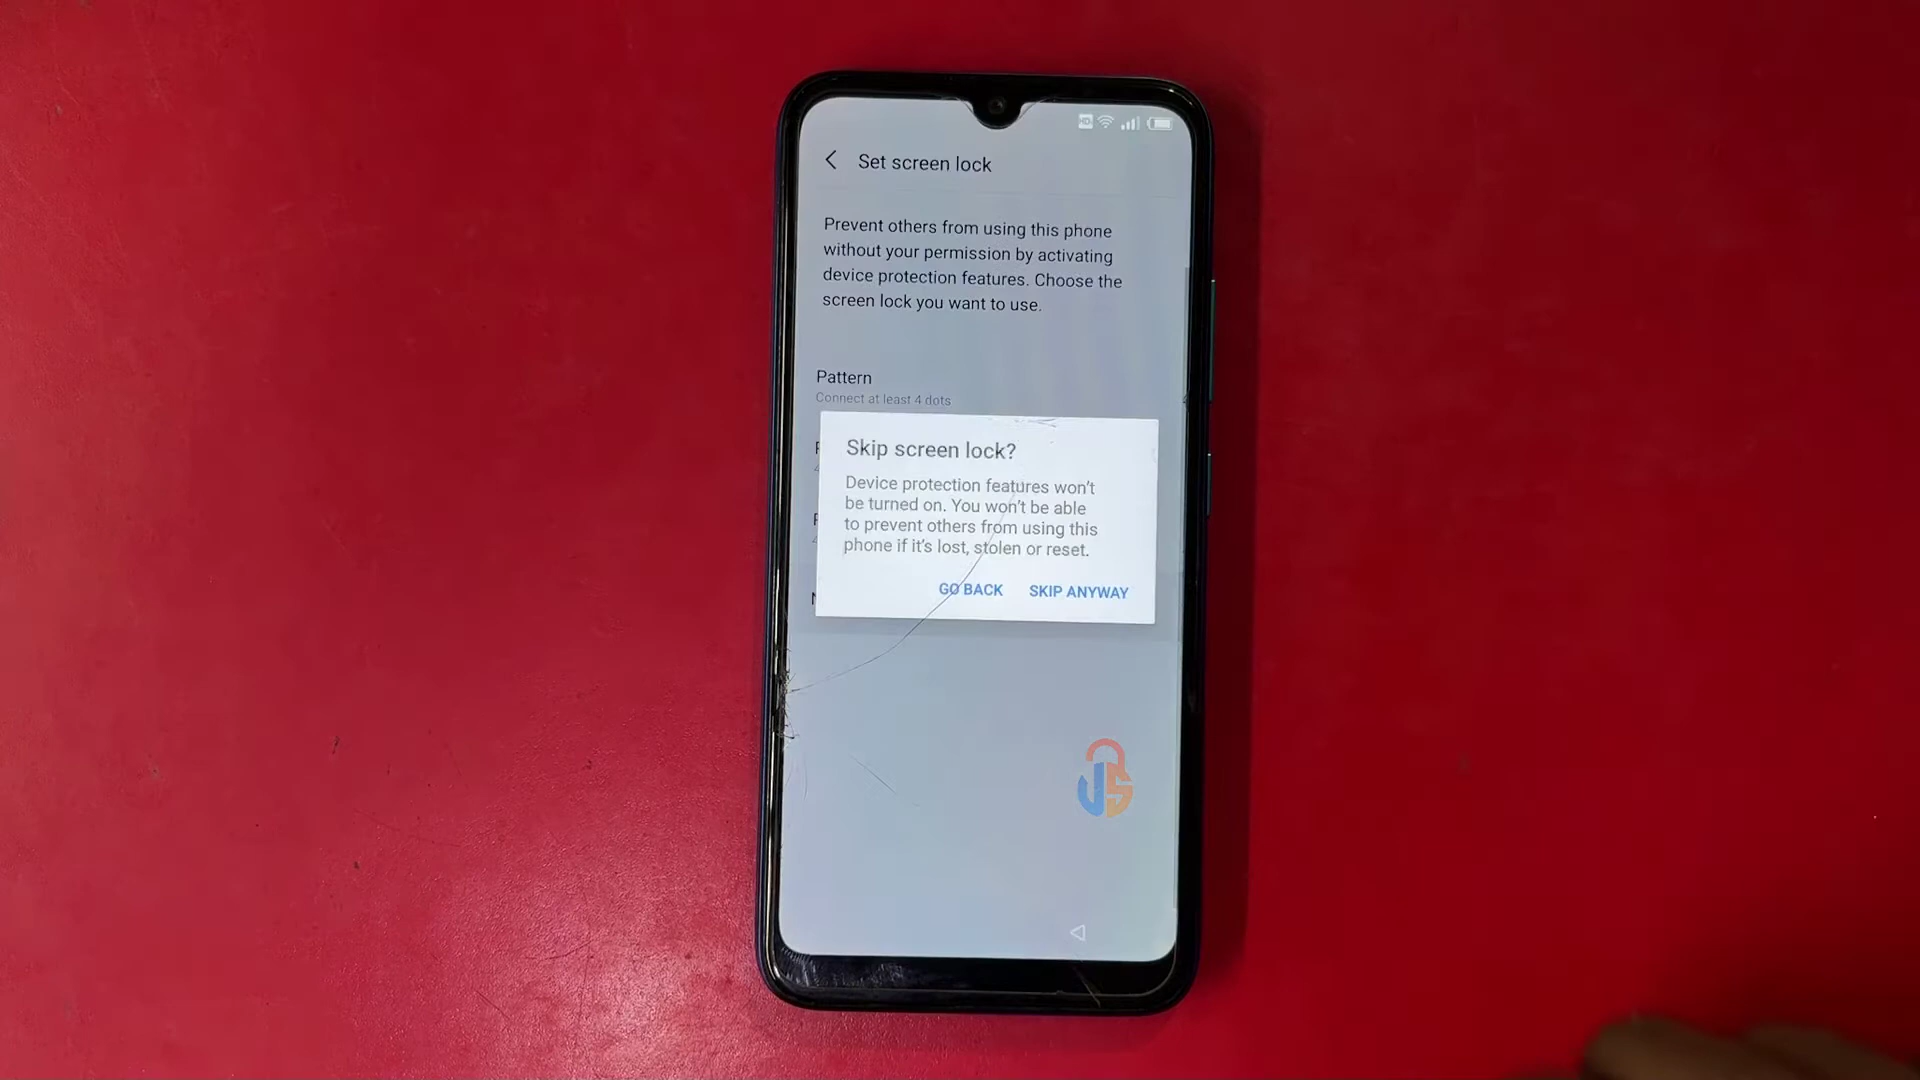 HD
Set screen lock
Prevent others from using this phone
without your permission by activating
device protection features. Choose the
screen lock you want to use.
Pattern
Connect at least 4 dots
Skip screen lock?
Device protection features won't
be turned on. You won't be able
to prevent others from using this
phone if it's lost, stolen or reset.
GO BACK SKIP ANYWAY
JS